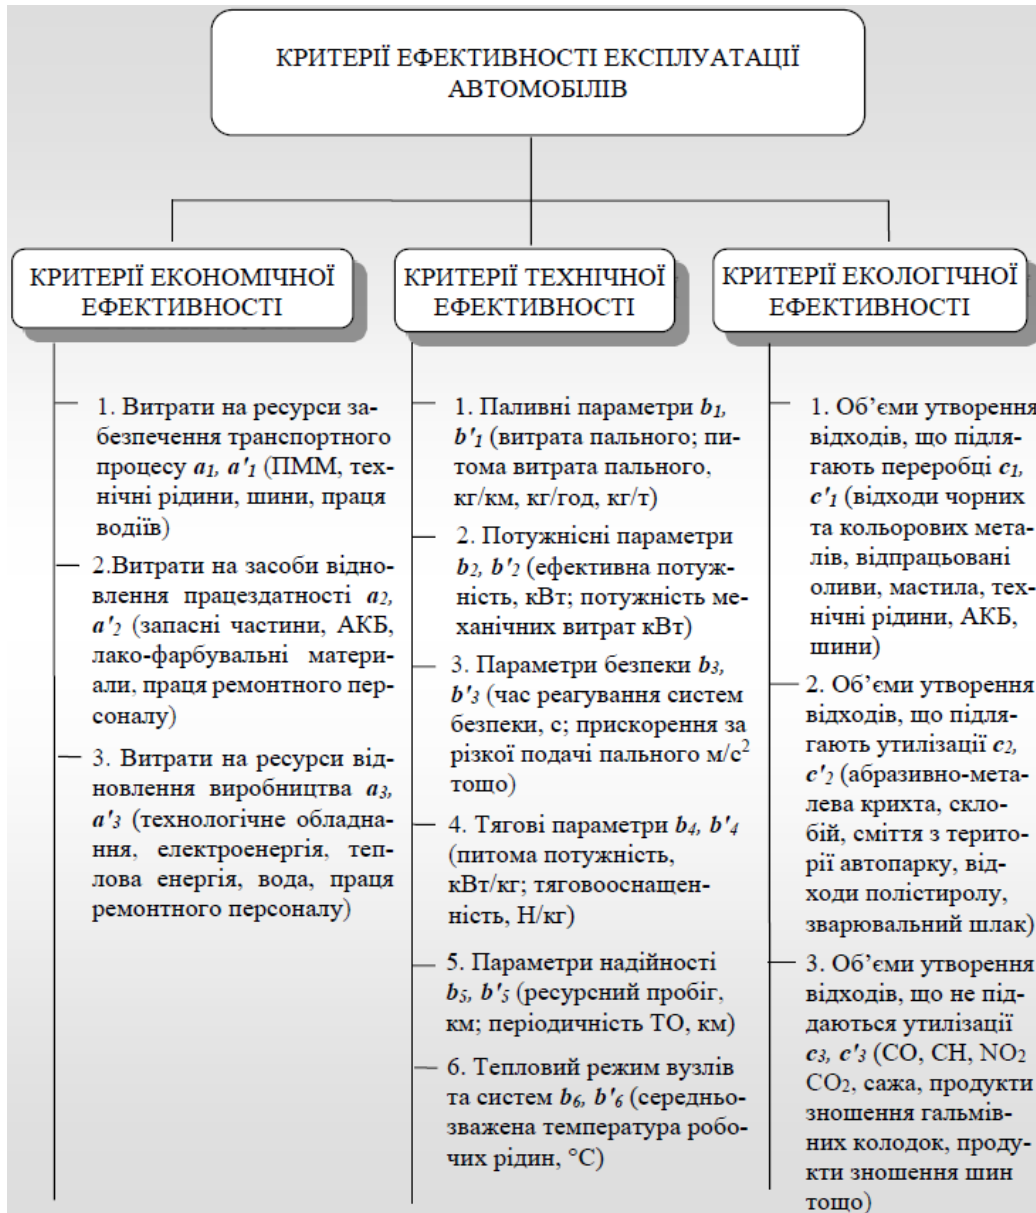 КРИТЕРІЇ ЕФЕКТИВНОСТІ ЕКСПЛУАТАЦІЇ
АВТОМОБІЛІВ
КРИТЕРІЇ ЕКОНОМІЧНОЇ
ЕФЕКТИВНОСТІ
1. Витрати на ресурси за-
безпечення транспортного
процесу a1, a'1 (ПММ, тех-
нічні рідини, шини, праця
водіїв)
2.Витрати на засоби відно-
влення працездатності a2,
a'2 (запасні частини, АКБ,
лако-фарбувальні матери-
али, праця ремонтного пер-
соналу)
3. Витрати на ресурси від-
новлення виробництва a3,
a'3 (технологічне обладна-
ння, електроенергія, теп-
лова енергія, вода, праця
ремонтного персоналу)
КРИТЕРІЇ ТЕХНІЧНОЇ
ЕФЕКТИВНОСТІ
1. Паливні параметри b1,
b'1 (витрата пального; пи-
тома витрата пального,
кг/км, кг/год, кг/т)
2. Потужнісні параметри
b2, b'2 (ефективна потуж-
ність, кВт; потужність ме-
ханічних витрат кВт)
3. Параметри безпеки b3,
b'3 (час реагування систем
безпеки, с; прискорення за
різкої подачі пального м/с²
тощо)
4. Тягові параметри b4, b'4
(питома потужність,
кВт/кг; тяговооснащен-
ність, Н/кг)
5. Параметри надійності
b5, b'5 (ресурсний пробіг,
км; періодичність ТО, км)
6. Тепловий режим вузлів
та систем b6, b'6 (середньо-
зважена температура робо-
чих рідин, °С)
КРИТЕРІЇ ЕКОЛОГІЧНОЇ
ЕФЕКТИВНОСТІ
1. Об’єми утворення
відходів, що підля-
гають переробці c1,
c'1 (відходи чорних
та кольорових мета-
лів, відпрацьовані
оливи, мастила, тех-
нічні рідини, АКБ,
шини)
2. Об’єми утворення
відходів, що підля-
гають утилізації c2,
c'2 (абразивно-мета-
лева крихта, скло-
бій, сміття з терито-
рії автопарку, від-
ходи полістиролу,
зварювальний шлак)
3. Об’єми утворення
відходів, що не під-
даються утилізації
c3, c'3 (CO, CH, NO2
CO2, сажа, продукти
зношення гальмів-
них колодок, проду-
кти зношення шин
тощо)